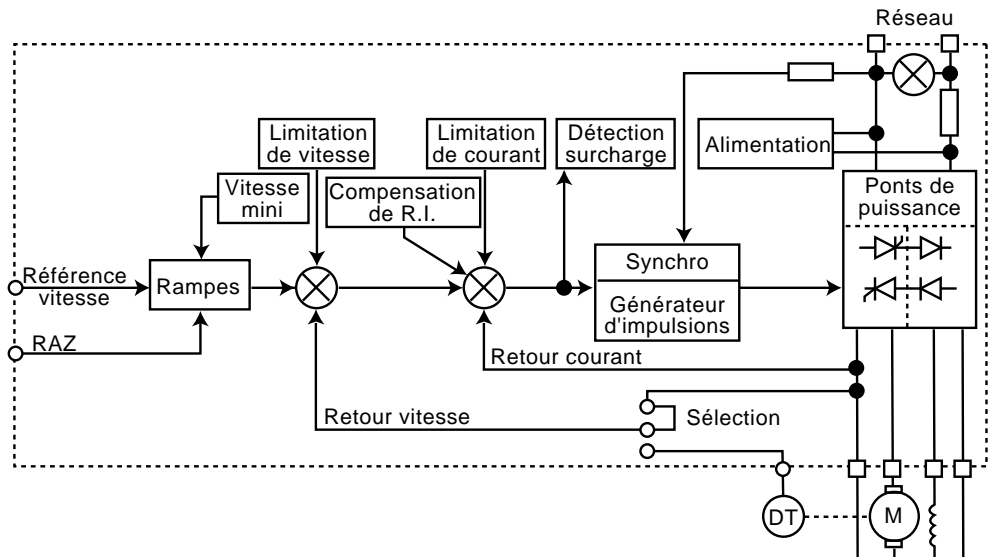 Réseau
Limitation
de vitesse
Limitation
de courant
Détection
surcharge
Alimentation
Vitesse
mini
Compensation
de R.I.
Ponts de
puissance
Référence
vitesse
Rampes
Synchro
Générateur
d'impulsions
RAZ
Retour courant
Retour vitesse
Sélection
DT
M